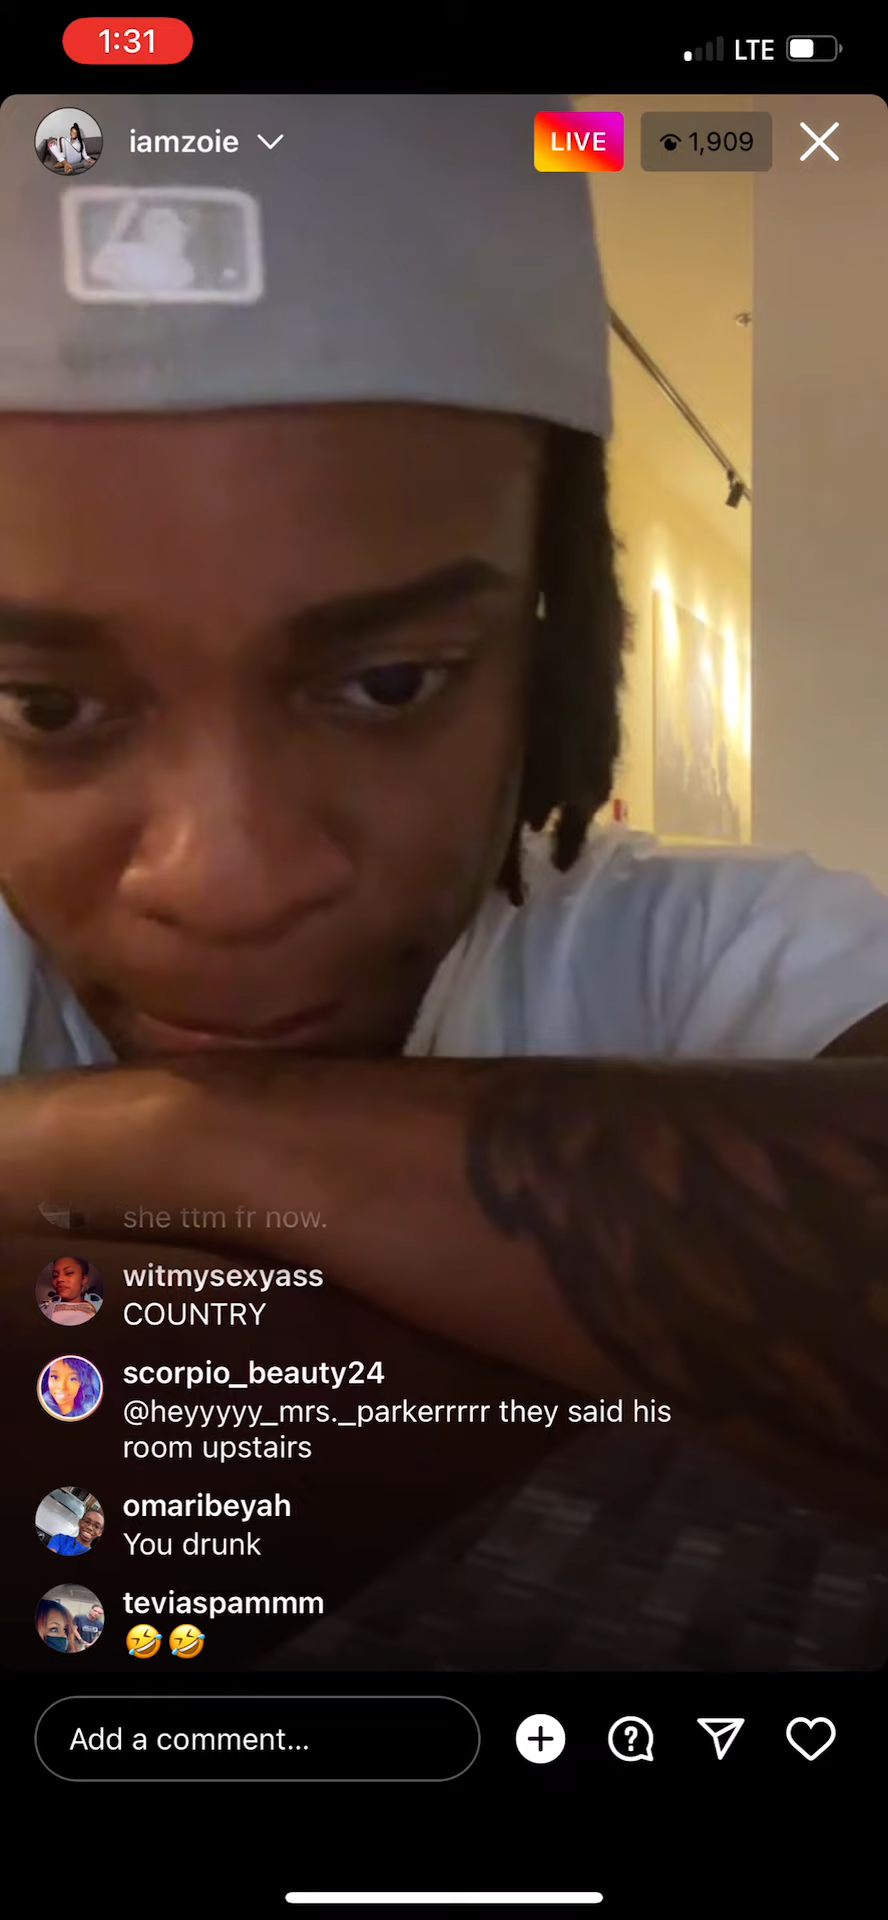 1:31
LTE
iamzoie
LIVE
1,909
she ttm fr now.
witmysexyass
COUNTRY
scorpio_beauty24
@heyyyyy_mrs._parkerrrrr they said his
room upstairs
omaribeyah
You drunk
teviaspammm
🤣🤣
Add a comment...